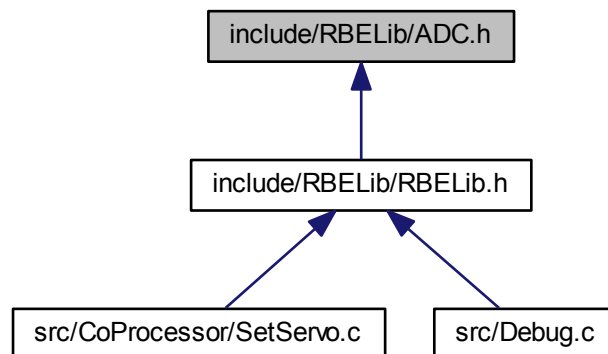 include/RBELib/ADC.h
include/RBELib/RBELib.h
src/CoProcessor/SetServo.c
src/Debug.c